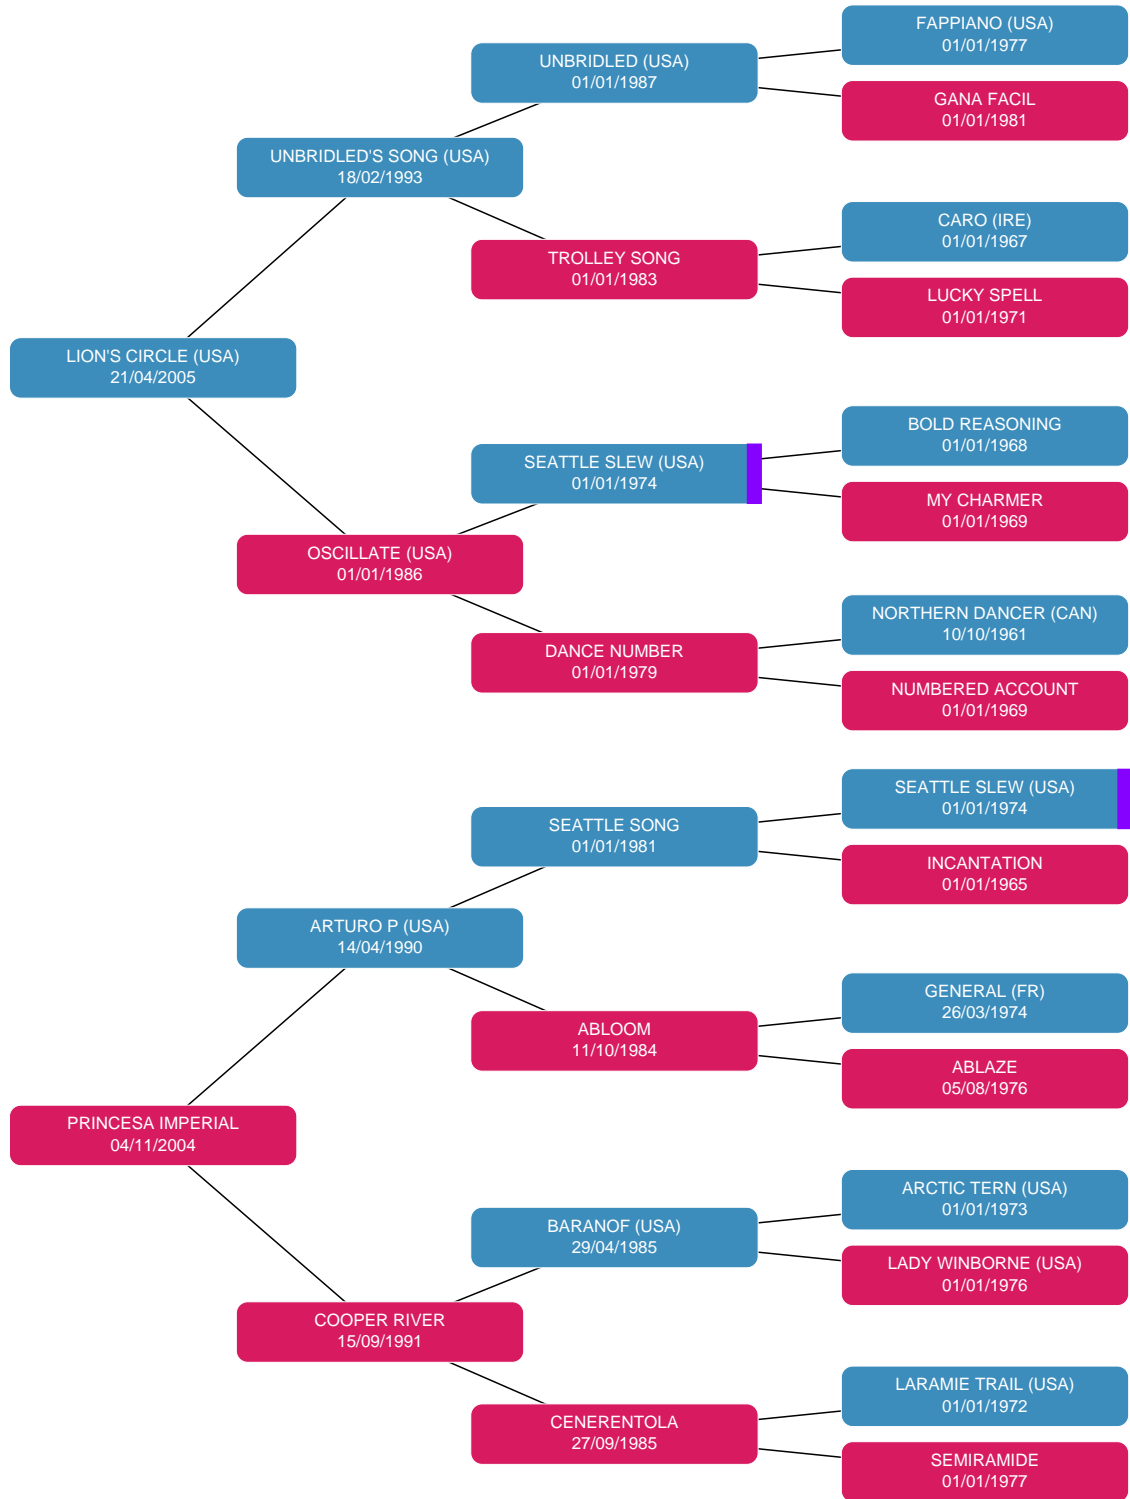 FAPPIANO (USA)
01/01/1977
UNBRIDLED (USA)
01/01/1987
GANA FACIL
01/01/1981
UNBRIDLED'S SONG (USA)
18/02/1993
CARO (IRE)
01/01/1967
TROLLEY SONG
01/01/1983
LUCKY SPELL
01/01/1971
LION'S CIRCLE (USA)
21/04/2005
BOLD REASONING
01/01/1968
SEATTLE SLEW (USA)
01/01/1974
MY CHARMER
01/01/1969
OSCILLATE (USA)
01/01/1986
NORTHERN DANCER (CAN)
10/10/1961
DANCE NUMBER
01/01/1979
NUMBERED ACCOUNT
01/01/1969
SEATTLE SLEW (USA)
01/01/1974
SEATTLE SONG
01/01/1981
INCANTATION
01/01/1965
ARTURO P (USA)
14/04/1990
GENERAL (FR)
26/03/1974
ABLOOM
11/10/1984
ABLAZE
05/08/1976
PRINCESA IMPERIAL
04/11/2004
ARCTIC TERN (USA)
01/01/1973
BARANOF (USA)
29/04/1985
LADY WINBORNE (USA)
01/01/1976
COOPER RIVER
15/09/1991
LARAMIE TRAIL (USA)
01/01/1972
CENERENTOLA
27/09/1985
SEMIRAMIDE
01/01/1977